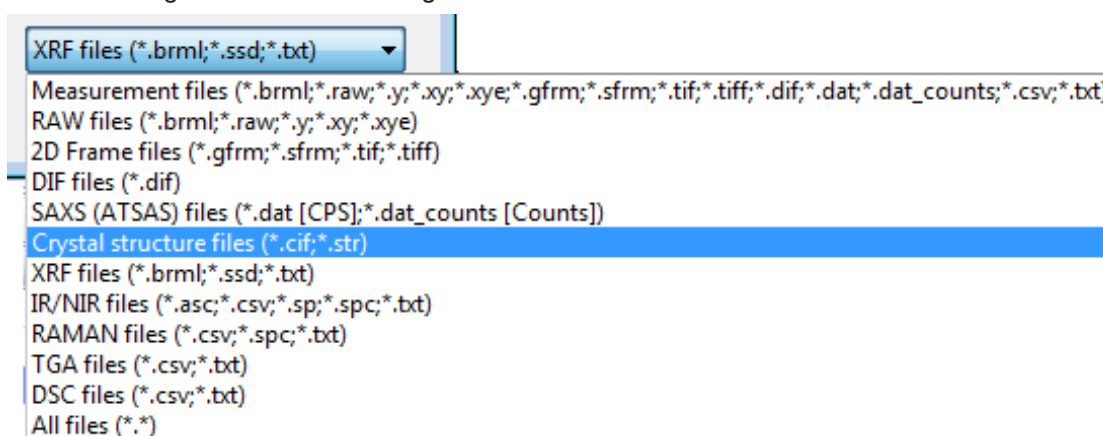 XRF files (*.brml;*.ssd;*.txt)
Measurement files (*.brml;*.raw;*.y;*.xy;*.xye;*.gfrm;*.sfrm;*.tif;*.tiff;*.dif;*.dat;*.dat_counts;*.csv;*.txt)
RAW files (*.brml;*.raw;*.y;*.xy;*.xye)
2D Frame files (*.gfrm;*.sfrm;*.tif;*.tiff)
DIF files (*.dif)
SAXS (ATSAS) files (*.dat [CPS];*.dat_counts [Counts])
Crystal structure files (*.cif;*.str)
XRF files (*.brml;*.ssd;*.txt)
IR/NIR files (*.asc;*.csv;*.sp;*.spc;*.txt)
RAMAN files (*.csv;*.spc;*.txt)
TGA files (*.csv;*.txt)
DSC files (*.csv;*.txt)
All files (*.*)